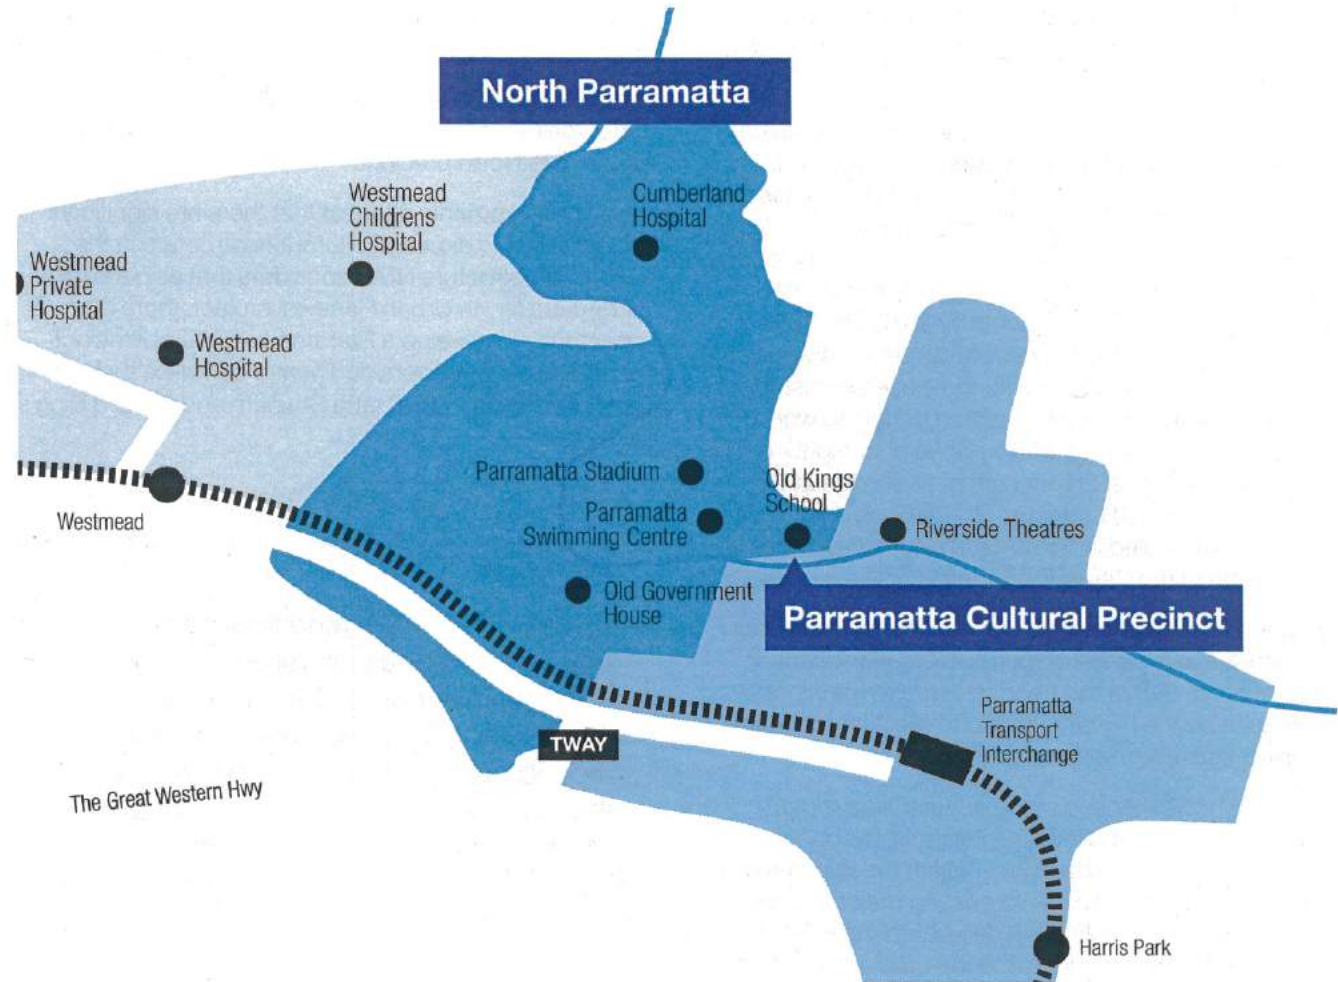 North Parramatta
Westmead
Childrens
Hospital
Cumberland
Hospital
Westmead
Private
Hospital
Westmead
Hospital
Parramatta Stadium
Old Kings
School
Parramatta
Swimming Centre
Riverside Theatres
Westmead
Old Government
House
Parramatta Cultural Precinct
Parramatta
Transport
Interchange
TWAY
The Great Western Hwy
Harris Park